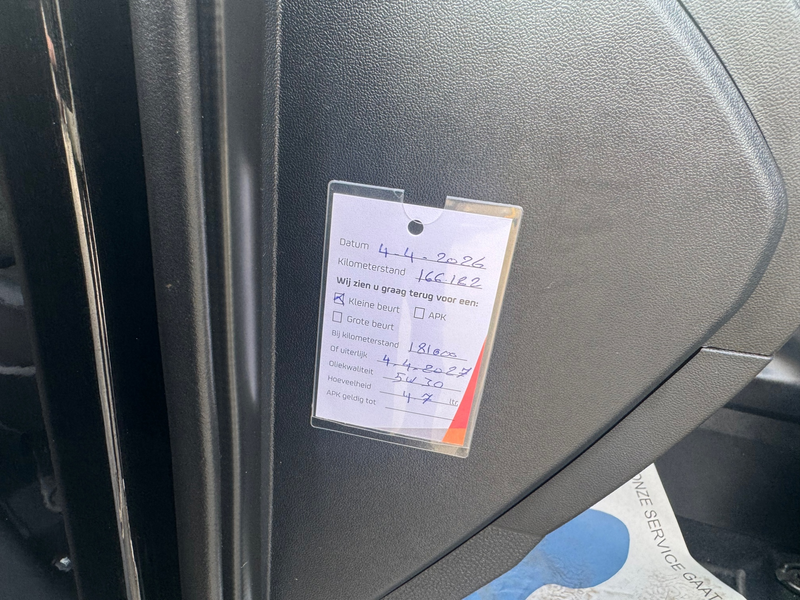 Datum 4-4-2026
Kilometerstand 166182
Wij zien u graag terug voor een:
Kleine beurt APK
Grote beurt
Bij kilometerstand 181000
Of uiterlijk 4-4-2027
Oliekwaliteit 5W30
Hoeveelheid 4.7 ltr
APK geldig tot
ONZE SERVICE GAAT